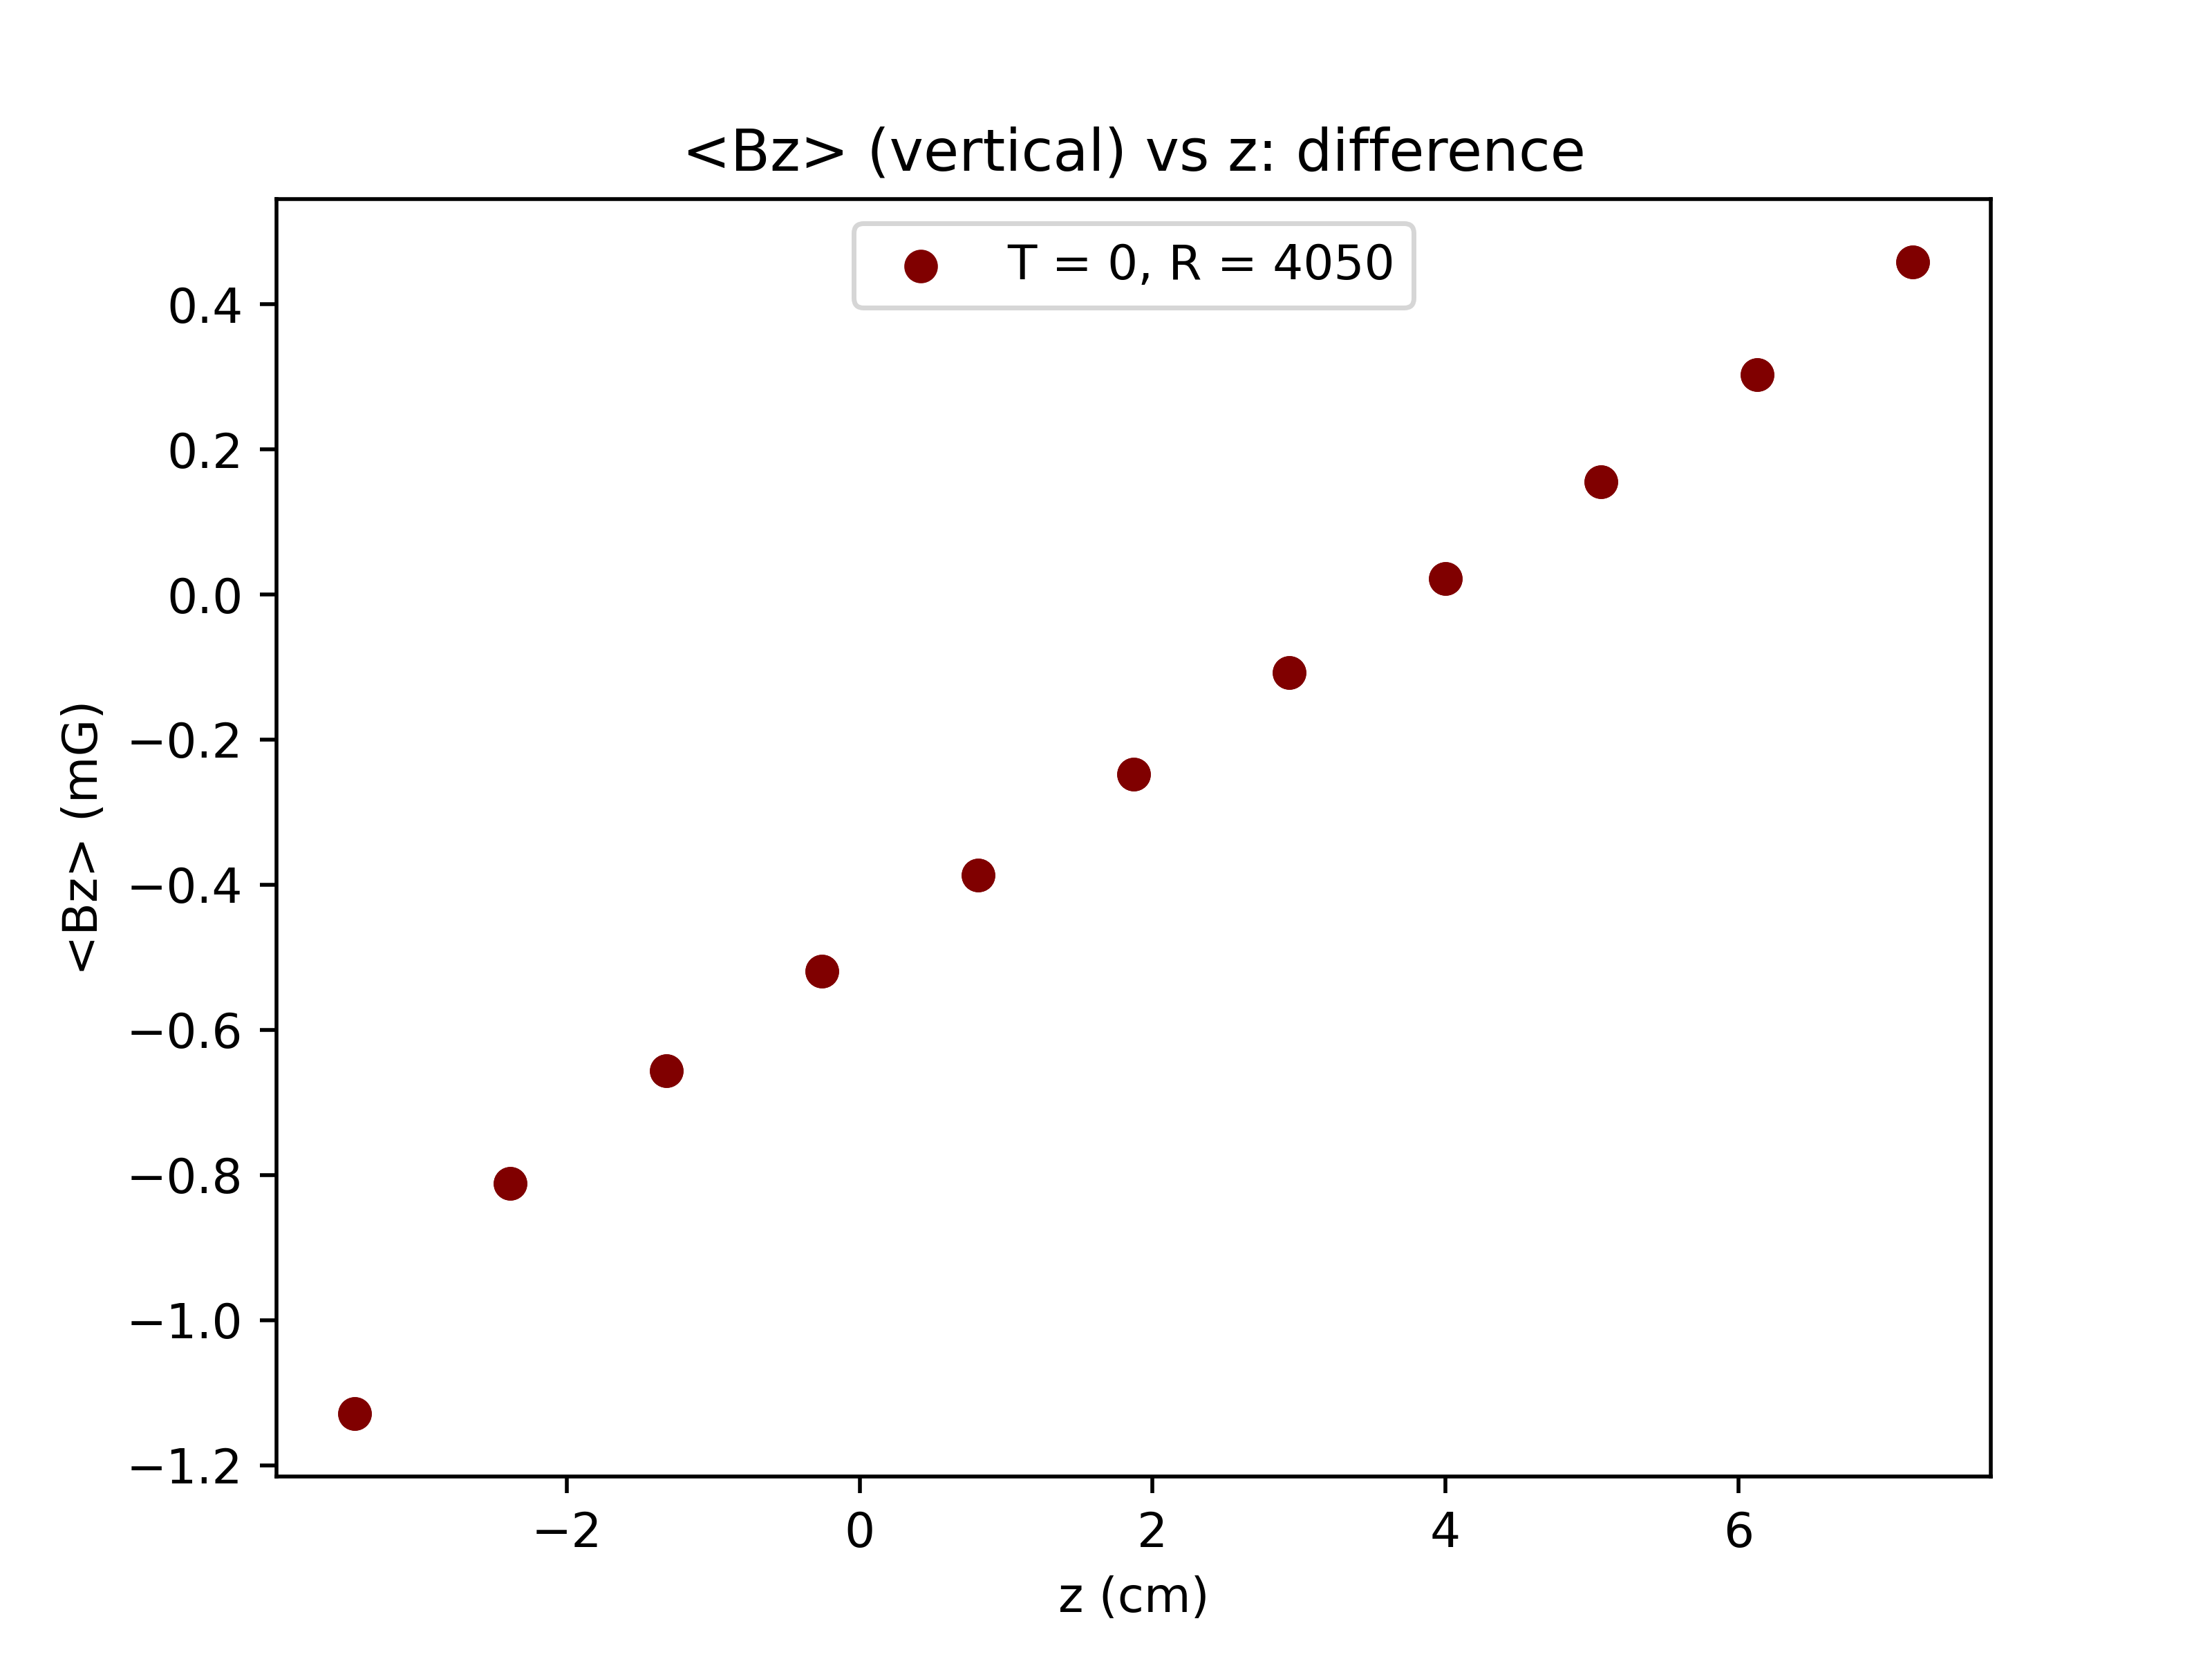 <Bz> (vertical) vs z: difference
T = 0, R = 4050
<Bz> (mG)
0.4
0.2
0.0
−0.2
−0.4
−0.6
−0.8
−1.0
−1.2
−2 0 2 4 6
z (cm)